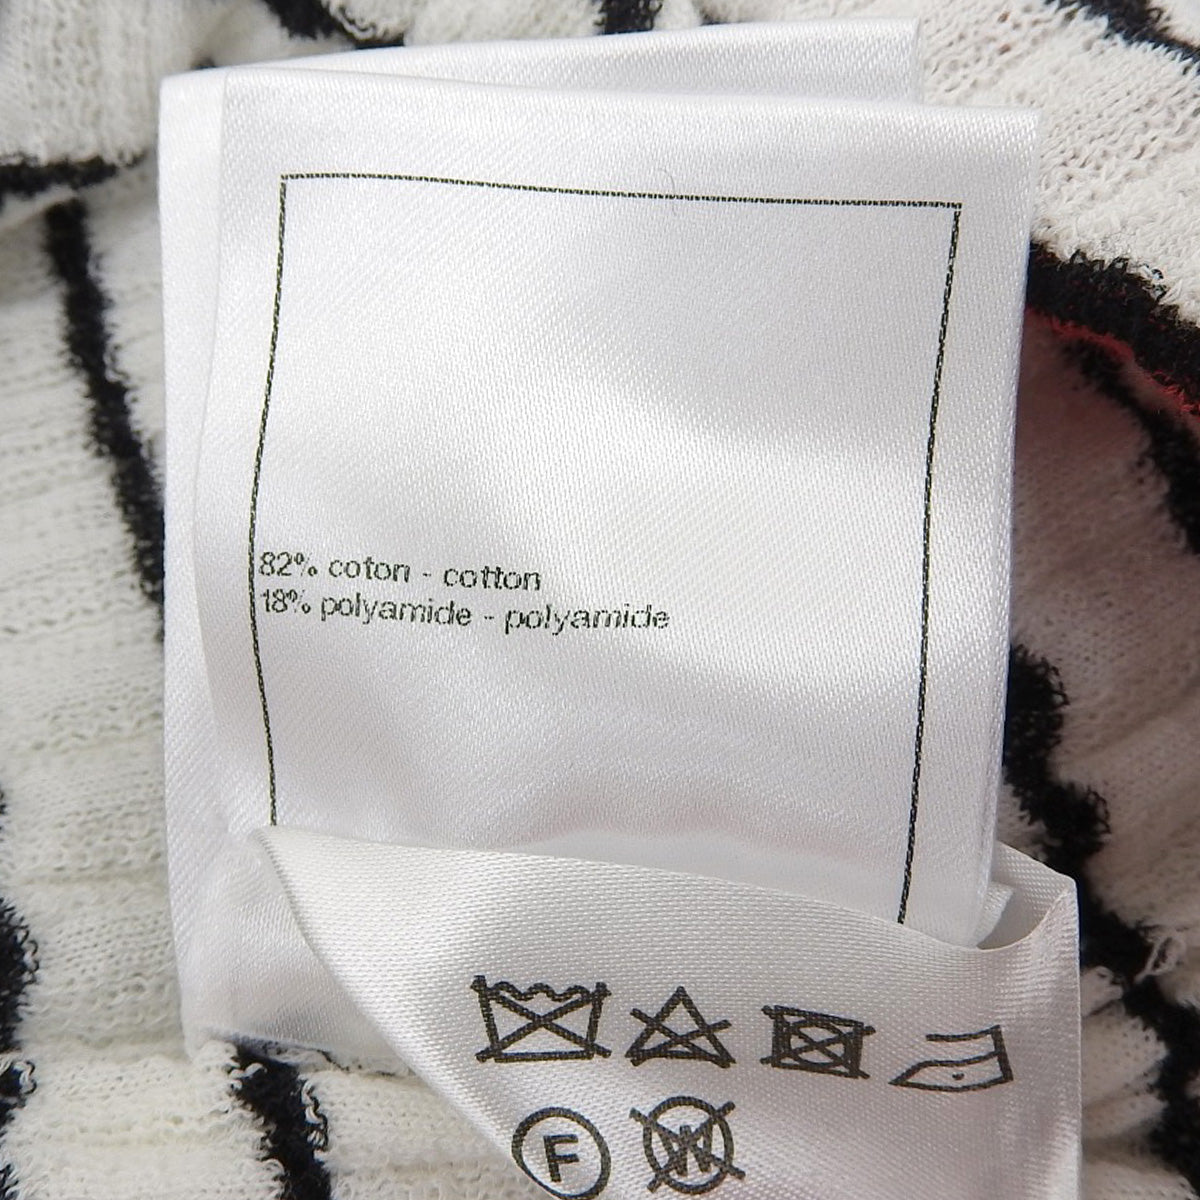 82% coton - cotton
18% polyamide - polyamide
F W